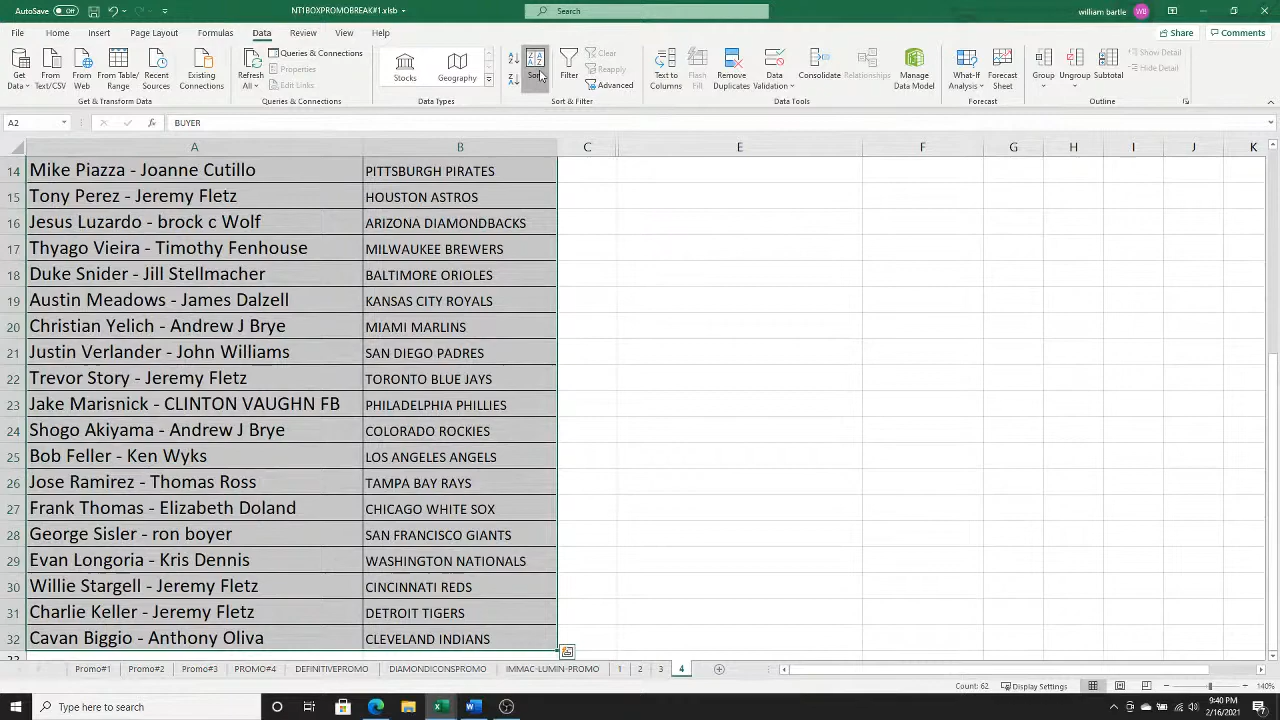 AutoSave Off NT1BOXPROMOBREAK#1.xlsb Search william bartle WB
File Home Insert Page Layout Formulas Data Review View Help Share Comments
Get Data From Text/CSV From Web From Table/Range Recent Sources Existing Connections
Refresh All Queries & Connections Properties Edit Links
Stocks Geography
Sort Filter Clear Reapply Advanced
Text to Columns Flash Fill Remove Duplicates Data Validation Consolidate Relationships Manage Data Model
What-If Analysis Forecast Sheet Group Ungroup Subtotal Show Detail Hide Detail
Get & Transform Data Queries & Connections Data Types Sort & Filter Data Tools Forecast Outline
A2 fx BUYER
A B C E F G H I J K
14 Mike Piazza - Joanne Cutillo PITTSBURGH PIRATES
15 Tony Perez - Jeremy Fletz HOUSTON ASTROS
16 Jesus Luzardo - brock c Wolf ARIZONA DIAMONDBACKS
17 Thyago Vieira - Timothy Fenhouse MILWAUKEE BREWERS
18 Duke Snider - Jill Stellmacher BALTIMORE ORIOLES
19 Austin Meadows - James Dalzell KANSAS CITY ROYALS
20 Christian Yelich - Andrew J Brye MIAMI MARLINS
21 Justin Verlander - John Williams SAN DIEGO PADRES
22 Trevor Story - Jeremy Fletz TORONTO BLUE JAYS
23 Jake Marisnick - CLINTON VAUGHN FB PHILADELPHIA PHILLIES
24 Shogo Akiyama - Andrew J Brye COLORADO ROCKIES
25 Bob Feller - Ken Wyks LOS ANGELES ANGELS
26 Jose Ramirez - Thomas Ross TAMPA BAY RAYS
27 Frank Thomas - Elizabeth Doland CHICAGO WHITE SOX
28 George Sisler - ron boyer SAN FRANCISCO GIANTS
29 Evan Longoria - Kris Dennis WASHINGTON NATIONALS
30 Willie Stargell - Jeremy Fletz CINCINNATI REDS
31 Charlie Keller - Jeremy Fletz DETROIT TIGERS
32 Cavan Biggio - Anthony Oliva CLEVELAND INDIANS
Promo#1 Promo#2 Promo#3 PROMO#4 DEFINITIVEPROMO DIAMONDICONSPROMO IMMAC-LUMIN-PROMO 1 2 3 4
Count: 62 Display Settings 140%
Type here to search 9:40 PM
2/16/2021